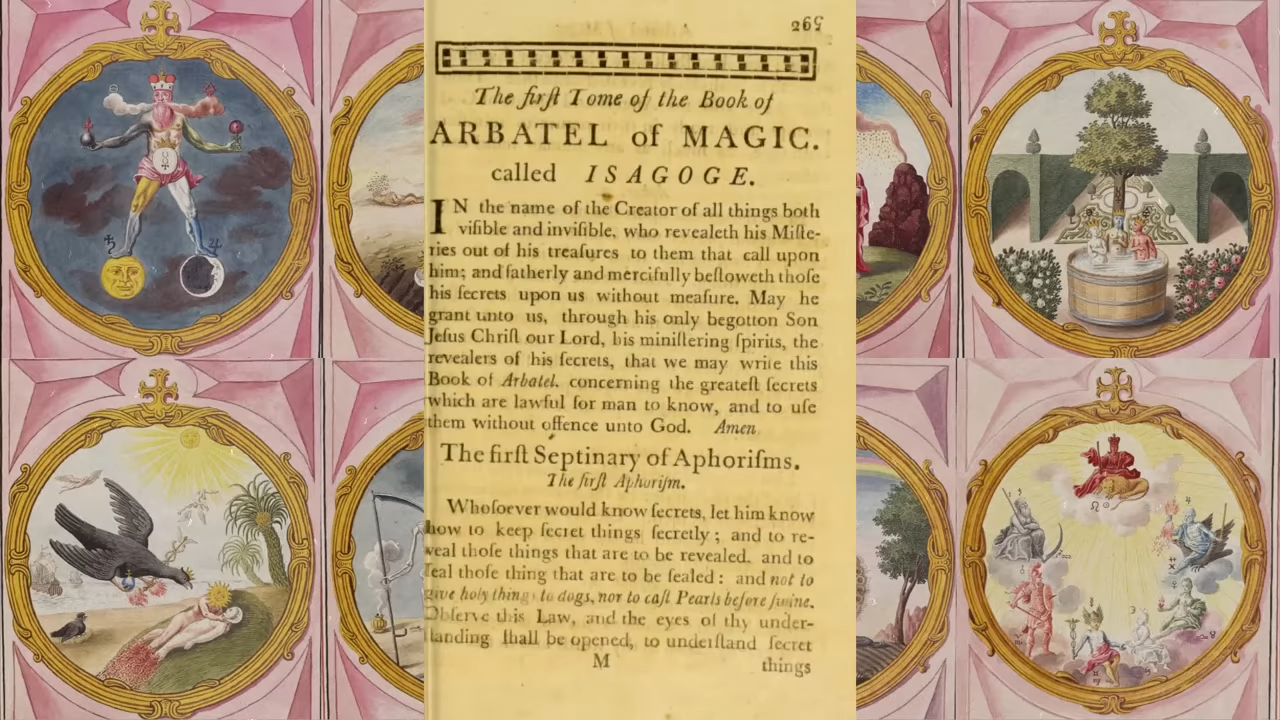 265
The firſt Tome of the Book of
ARBATEL of MAGIC.
called ISAGOGE.
IN the name of the Creator of all things both
viſible and inviſible, who revealeth his Miſte-
ries out of his treaſures to them that call upon
him; and fatherly and mercifully beſtoweth thoſe
his ſecrets upon us without meaſure. May he
grant unto us, through his only begotton Son
Jeſus Chriſt our Lord, his miniſtering ſpirits, the
revealers of his ſecrets, that we may write this
Book of Arbatel. concerning the greateſt ſecrets
which are lawful for man to know, and to uſe
them without offence unto God. Amen
The firſt Septinary of Aphoriſms.
The firſt Aphoriſm.
Whoſoever would know ſecrets, let him know
how to keep ſecret things ſecretly; and to re-
veal thoſe things that are to be revealed. and to
ſeal thoſe thing that are to be ſealed: and not to
give holy things to dogs, nor to caſt Pearls before ſwine.
Obſerve this Law, and the eyes of thy under-
ſtanding ſhall be opened, to underſtand ſecret
M things